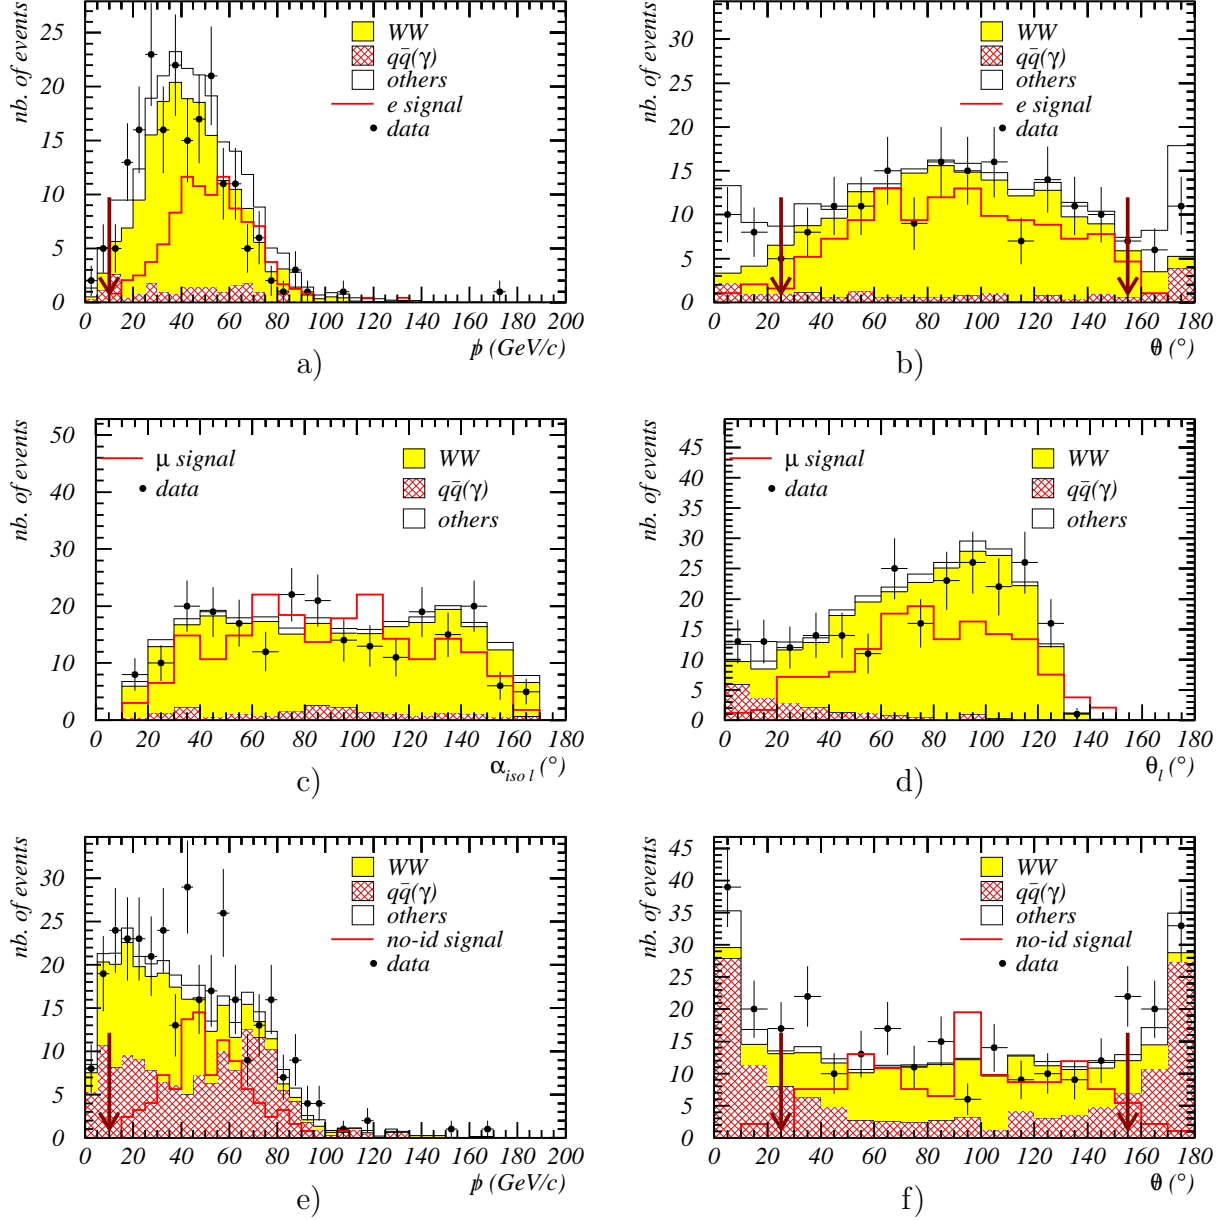 nb. of events
25
20
15
10
5
0
WW
qq̄(γ)
others
e signal
data
0 20 40 60 80 100 120 140 160 180 200
p̸ (GeV/c)
a)
nb. of events
30
25
20
15
10
5
0
WW
qq̄(γ)
others
e signal
data
0 20 40 60 80 100 120 140 160 180
θ (°)
b)
nb. of events
50
40
30
20
10
0
μ signal
data
WW
qq̄(γ)
others
0 20 40 60 80 100 120 140 160 180
α iso l (°)
c)
nb. of events
45
40
35
30
25
20
15
10
5
0
μ signal
data
WW
qq̄(γ)
others
0 20 40 60 80 100 120 140 160 180
θl (°)
d)
nb. of events
30
25
20
15
10
5
0
WW
qq̄(γ)
others
no-id signal
data
0 20 40 60 80 100 120 140 160 180 200
p̸ (GeV/c)
e)
nb. of events
45
40
35
30
25
20
15
10
5
0
WW
qq̄(γ)
others
no-id signal
data
0 20 40 60 80 100 120 140 160 180
θ (°)
f)